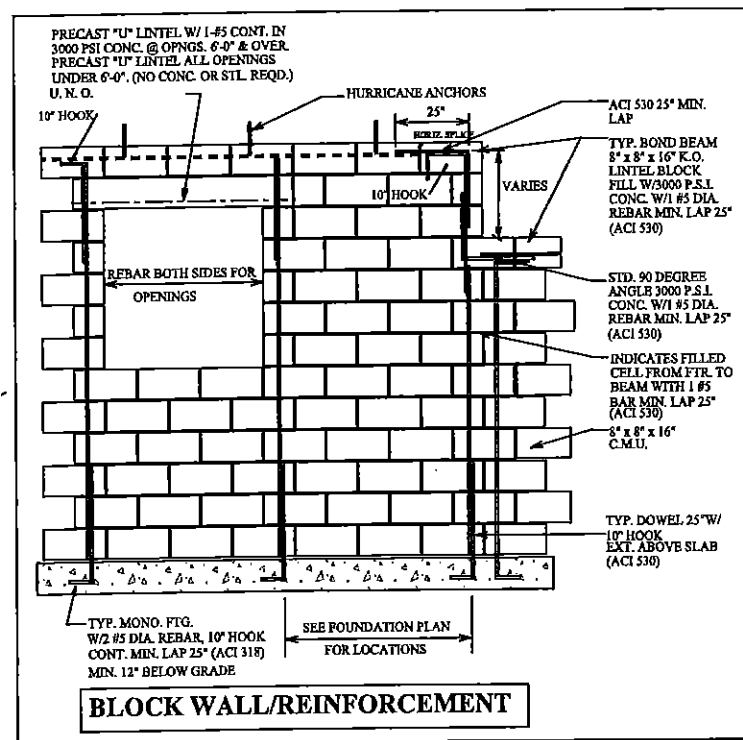 PRECAST "U" LINTEL W/ 1-#5 CONT. IN
3000 PSI CONC. @ OPNGS. 6'-0" & OVER.
PRECAST "U" LINTEL ALL OPENINGS
UNDER 6'-0". (NO CONC. OR STL. REQD.)
U. N. O.
10" HOOK
HURRICANE ANCHORS
25"
HORIZ. SPLICE
10" HOOK
VARIES
ACI 530 25" MIN.
LAP
TYP. BOND BEAM
8" x 8" x 16" K.O.
LINTEL BLOCK
FILL W/3000 P.S.I.
CONC. W/1 #5 DIA.
REBAR MIN. LAP 25"
(ACI 530)
REBAR BOTH SIDES FOR
OPENINGS
STD. 90 DEGREE
ANGLE 3000 P.S.I.
CONC. W/1 #5 DIA.
REBAR MIN. LAP 25"
(ACI 530)
INDICATES FILLED
CELL FROM FTR. TO
BEAM WITH 1 #5
BAR MIN. LAP 25"
(ACI 530)
8" x 8" x 16"
C.M.U.
TYP. DOWEL 25"W/
10" HOOK
EXT. ABOVE SLAB
(ACI 530)
TYP. MONO. FTG.
W/2 #5 DIA. REBAR, 10" HOOK
CONT. MIN. LAP 25" (ACI 318)
MIN. 12" BELOW GRADE
SEE FOUNDATION PLAN
FOR LOCATIONS
BLOCK WALL/REINFORCEMENT